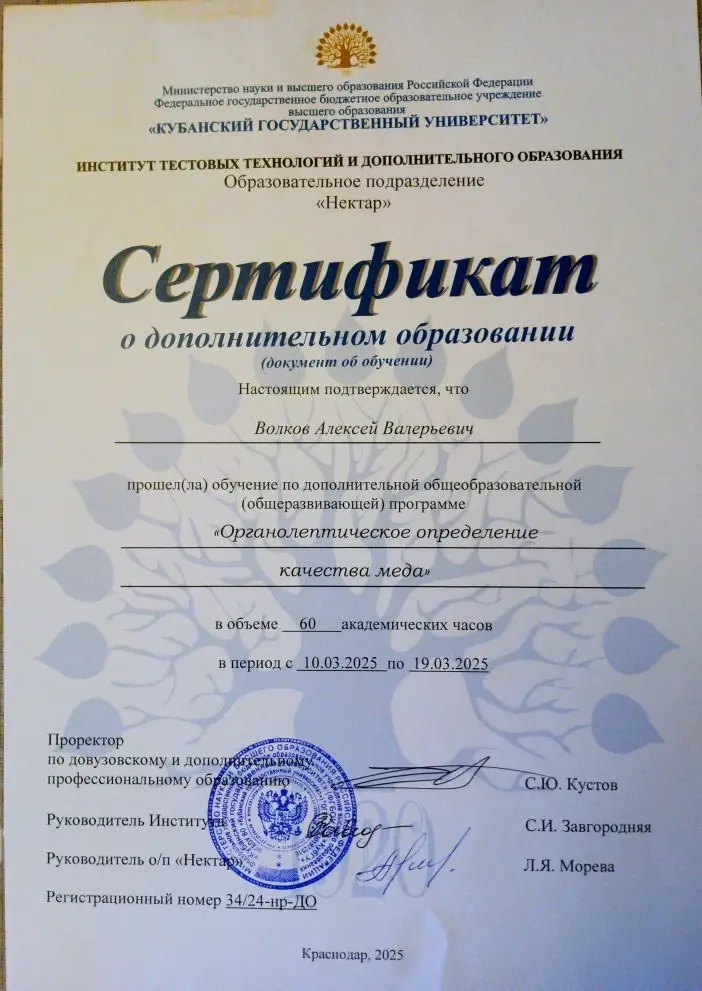 Министерство науки и высшего образования Российской Федерации
Федеральное государственное бюджетное образовательное учреждение
высшего образования
«КУБАНСКИЙ ГОСУДАРСТВЕННЫЙ УНИВЕРСИТЕТ»
ИНСТИТУТ ТЕСТОВЫХ ТЕХНОЛОГИЙ И ДОПОЛНИТЕЛЬНОГО ОБРАЗОВАНИЯ
Образовательное подразделение
«Нектар»
Сертификат
о дополнительном образовании
(документ об обучении)
Настоящим подтверждается, что
Волков Алексей Валерьевич
прошел(ла) обучение по дополнительной общеобразовательной
(общеразвивающей) программе
«Органолептическое определение
качества меда»
в объеме 60 академических часов
в период с 10.03.2025 по 19.03.2025
Проректор
по довузовскому и дополнительному
профессиональному образованию
С.Ю. Кустов
Руководитель Института
С.И. Завгородняя
Руководитель о/п «Нектар»
Л.Я. Морева
Регистрационный номер 34/24-нр-ДО
1920
Краснодар, 2025